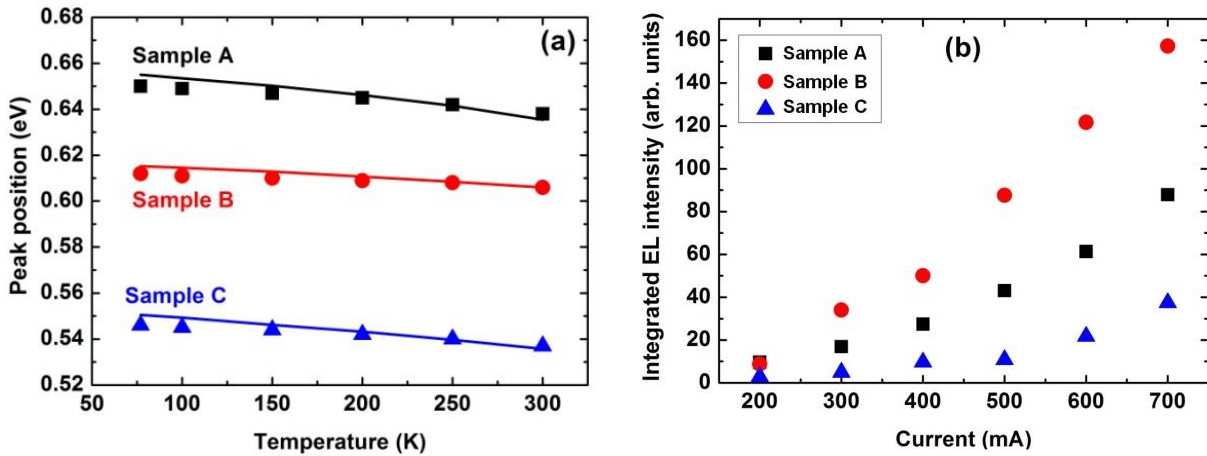 (a)
Peak position (eV)
0.68
0.66
0.64
0.62
0.60
0.58
0.56
0.54
0.52
Sample A
Sample B
Sample C
50 100 150 200 250 300
Temperature (K)
(b)
Integrated EL intensity (arb. units)
160
140
120
100
80
60
40
20
0
Sample A
Sample B
Sample C
200 300 400 500 600 700
Current (mA)